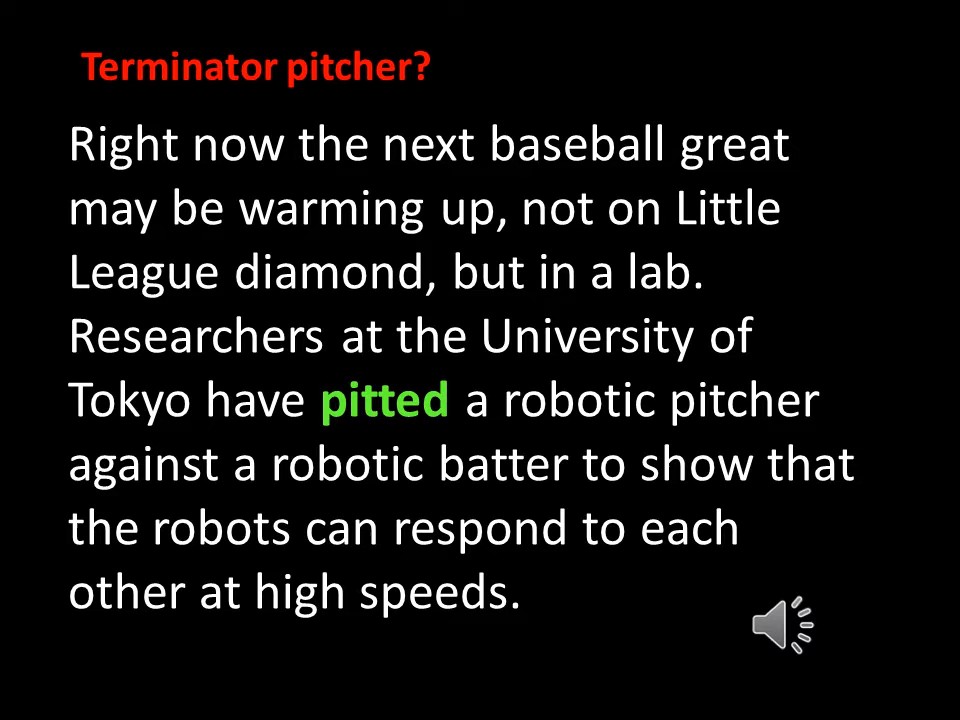 Terminator pitcher?
Right now the next baseball great
may be warming up, not on Little
League diamond, but in a lab.
Researchers at the University of
Tokyo have pitted a robotic pitcher
against a robotic batter to show that
the robots can respond to each
other at high speeds.